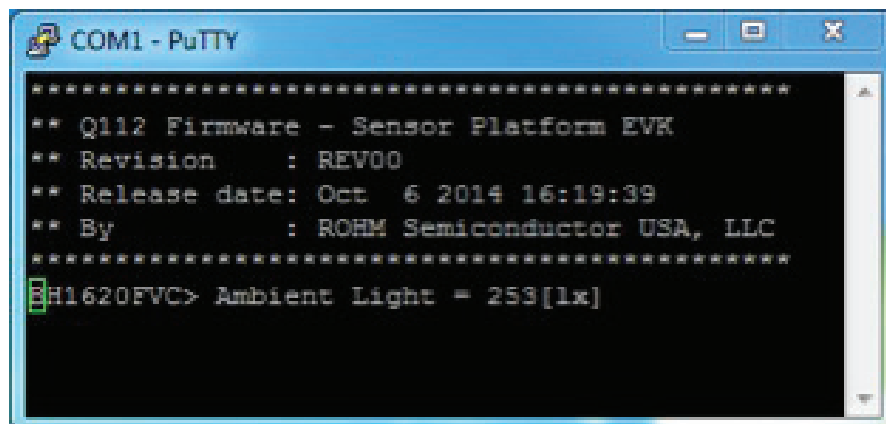 COM1 - PuTTY
*********************************************
** Q112 Firmware - Sensor Platform EVK
** Revision    : REV00
** Release date: Oct  6 2014 16:19:39
** By          : ROHM Semiconductor USA, LLC
*********************************************
BH1620FVC> Ambient Light = 253[lx]